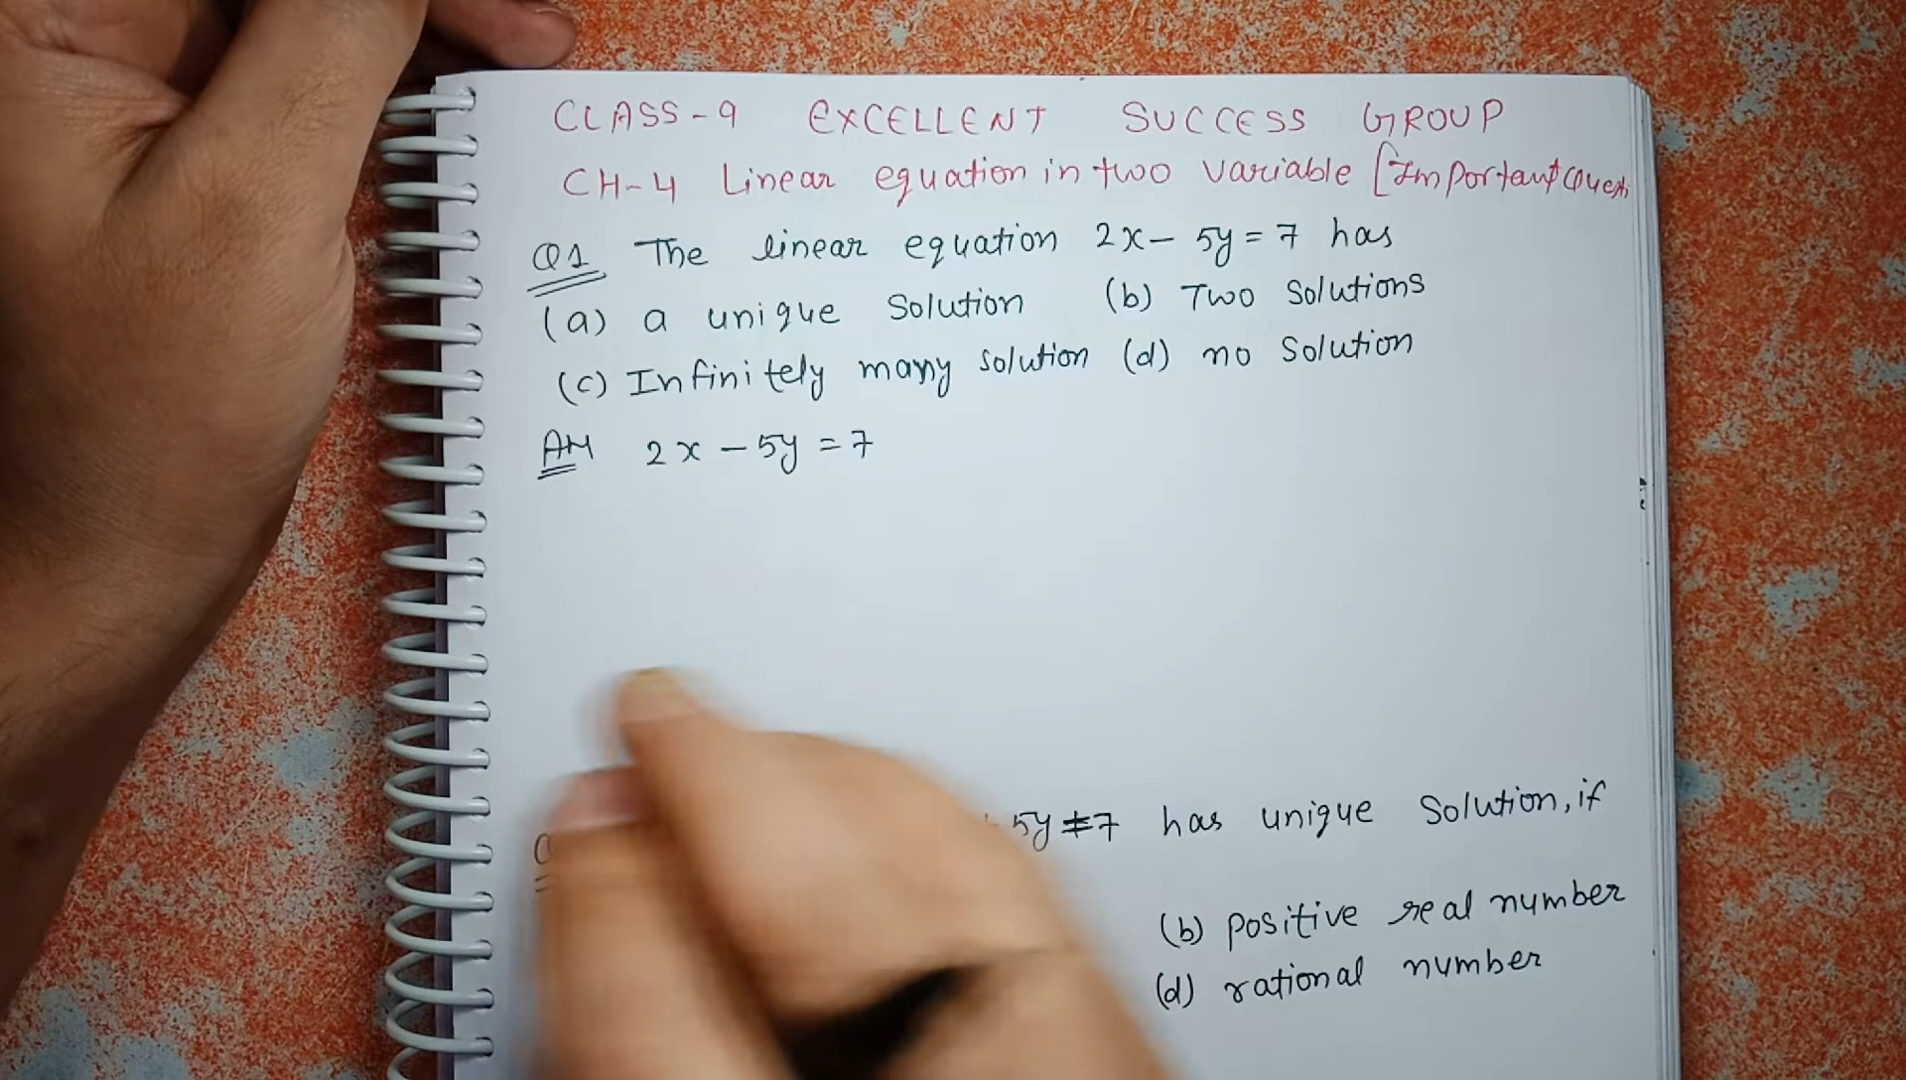 CLASS-9 EXCELLENT SUCCESS GROUP
CH-4 Linear equation in two variable [Important Quest
Q1 The linear equation 2x - 5y = 7 has
(a) a unique Solution (b) Two Solutions
(c) Infinitely many solution (d) no Solution
2x - 5y = 7
5y = 7 has unique Solution, if
(b) positive real number
(d) rational number